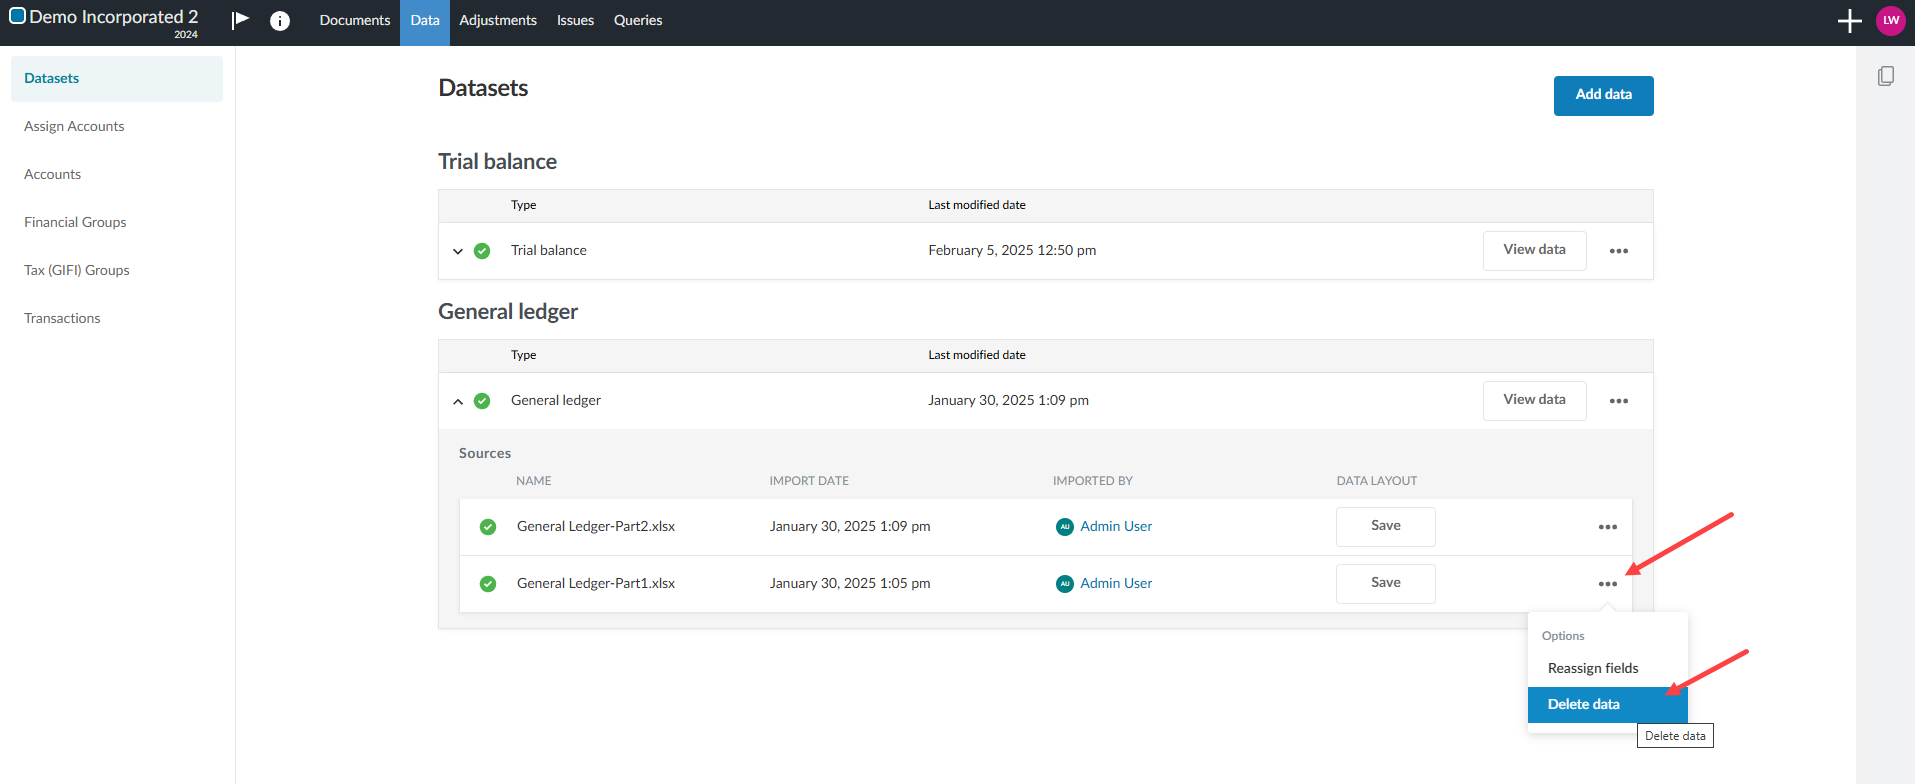 Demo Incorporated 2
2024
Documents Data Adjustments Issues Queries
LW
Datasets
Assign Accounts
Accounts
Financial Groups
Tax (GIFI) Groups
Transactions
Datasets
Add data
Trial balance
Type Last modified date
Trial balance February 5, 2025 12:50 pm View data
General ledger
Type Last modified date
General ledger January 30, 2025 1:09 pm View data
Sources
NAME IMPORT DATE IMPORTED BY DATA LAYOUT
General Ledger-Part2.xlsx January 30, 2025 1:09 pm AU Admin User Save
General Ledger-Part1.xlsx January 30, 2025 1:05 pm AU Admin User Save
Options
Reassign fields
Delete data
Delete data